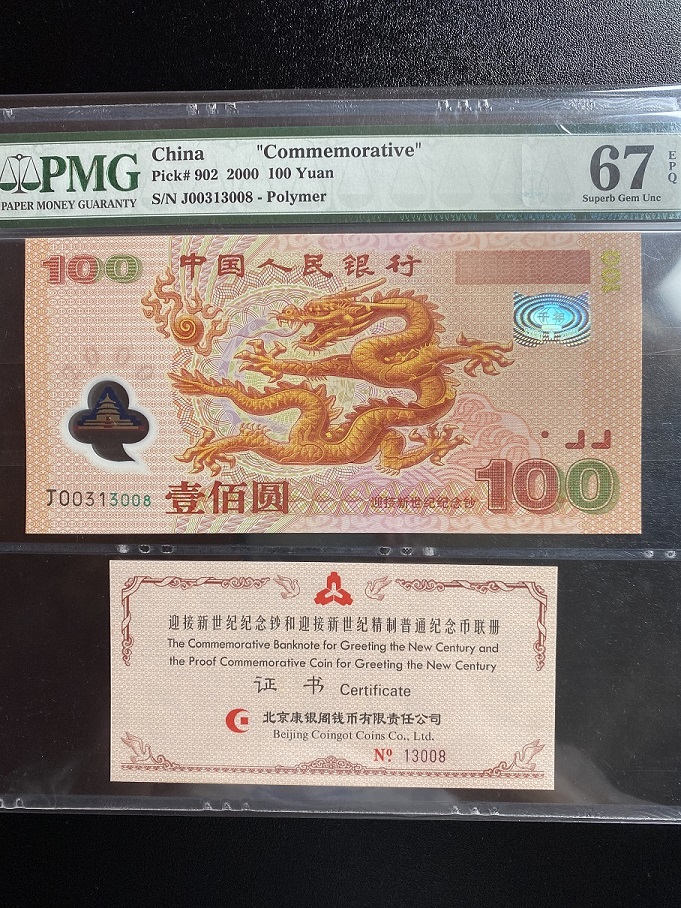 PMG
PAPER MONEY GUARANTY
China "Commemorative"
Pick# 902 2000 100 Yuan
S/N J00313008 - Polymer
67 EPQ
Superb Gem Unc
100 中国人民银行
J00313008 壹佰圆
迎接新世纪纪念钞 100
迎接新世纪纪念钞和迎接新世纪精制普通纪念币联册
The Commemorative Banknote for Greeting the New Century and
the Proof Commemorative Coin for Greeting the New Century
证 书 Certificate
北京康银阁钱币有限责任公司
Beijing Coingot Coins Co., Ltd.
Nº 13008